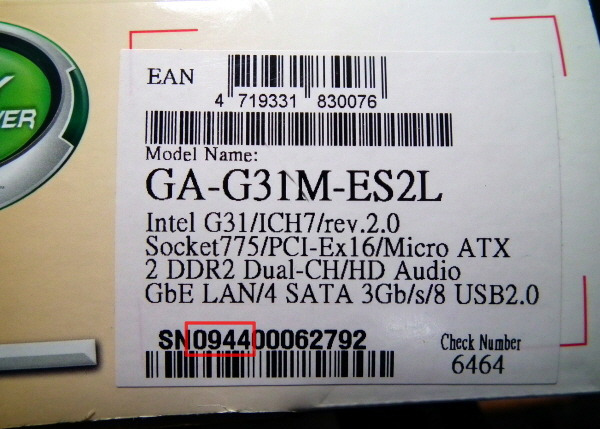 VER
EAN
4 719331 830076
Model Name:
GA-G31M-ES2L
Intel G31/ICH7/rev.2.0
Socket775/PCI-Ex16/Micro ATX
2 DDR2 Dual-CH/HD Audio
GbE LAN/4 SATA 3Gb/s/8 USB2.0
SN094400062792
Check Number
6464